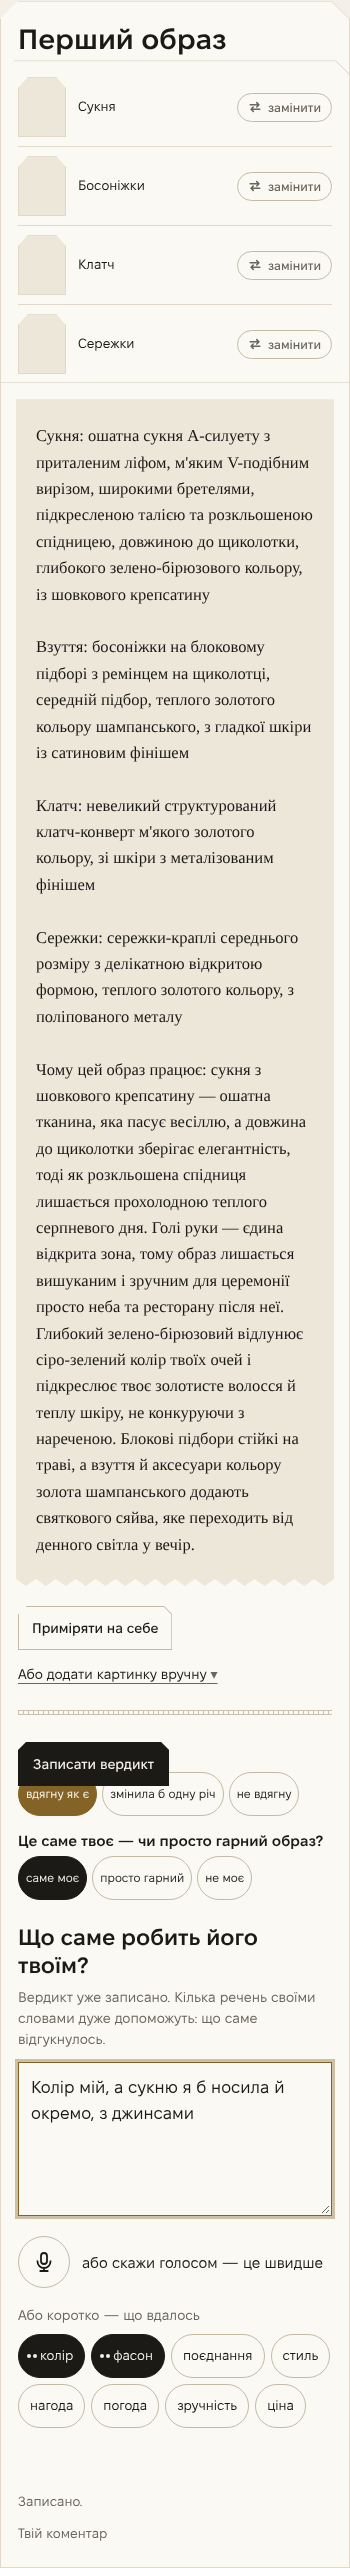 Перший образ
Сукня
замінити
Босоніжки
замінити
Клатч
замінити
Сережки
замінити
Сукня: ошатна сукня А-силуету з
приталеним ліфом, м'яким V-подібним
вирізом, широкими бретелями,
підкресленою талією та розкльошеною
спідницею, довжиною до щиколотки,
глибокого зелено-бірюзового кольору,
із шовкового крепсатину
Взуття: босоніжки на блоковому
підборі з ремінцем на щиколотці,
середній підбор, теплого золотого
кольору шампанського, з гладкої шкіри
із сатиновим фінішем
Клатч: невеликий структурований
клатч-конверт м'якого золотого
кольору, зі шкіри з металізованим
фінішем
Сережки: сережки-краплі середнього
розміру з делікатною відкритою
формою, теплого золотого кольору, з
поліпованого металу
Чому цей образ працює: сукня з
шовкового крепсатину — ошатна
тканина, яка пасує весіллю, а довжина
до щиколотки зберігає елегантність,
тоді як розкльошена спідниця
лишається прохолодною теплого
серпневого дня. Голі руки — єдина
відкрита зона, тому образ лишається
вишуканим і зручним для церемонії
просто неба та ресторану після неї.
Глибокий зелено-бірюзовий відлунює
сіро-зелений колір твоїх очей і
підкреслює твоє золотисте волосся й
теплу шкіру, не конкуруючи з
нареченою. Блокові підбори стійкі на
траві, а взуття й аксесуари кольору
золота шампанського додають
святкового сяйва, яке переходить від
денного світла у вечір.
Приміряти на себе
Або додати картинку вручну ▾
Записати вердикт
вдягну як є
змінила б одну річ
не вдягну
Це саме твоє — чи просто гарний образ?
саме моє
просто гарний
не моє
Що саме робить його
твоїм?
Вердикт уже записано. Кілька речень своїми
словами дуже допоможуть: що саме
відгукнулось.
Колір мій, а сукню я б носила й
окремо, з джинсами
або скажи голосом — це швидше
Або коротко — що вдалось
колір
фасон
поєднання
стиль
нагода
погода
зручність
ціна
Записано.
Твій коментар